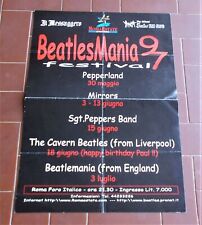 Il Messaggero
BeatlesMania 97
festival
Pepperland
30 maggio
Mirrors
3 - 13 giugno
Sgt.Peppers Band
15 giugno
The Cavern Beatles (from Liverpool)
18 giugno (happy birthday Paul !!)
Beatlemania (from England)
3 luglio
Roma Foro Italico - ore 21.30 - Ingresso Lit. 7.000